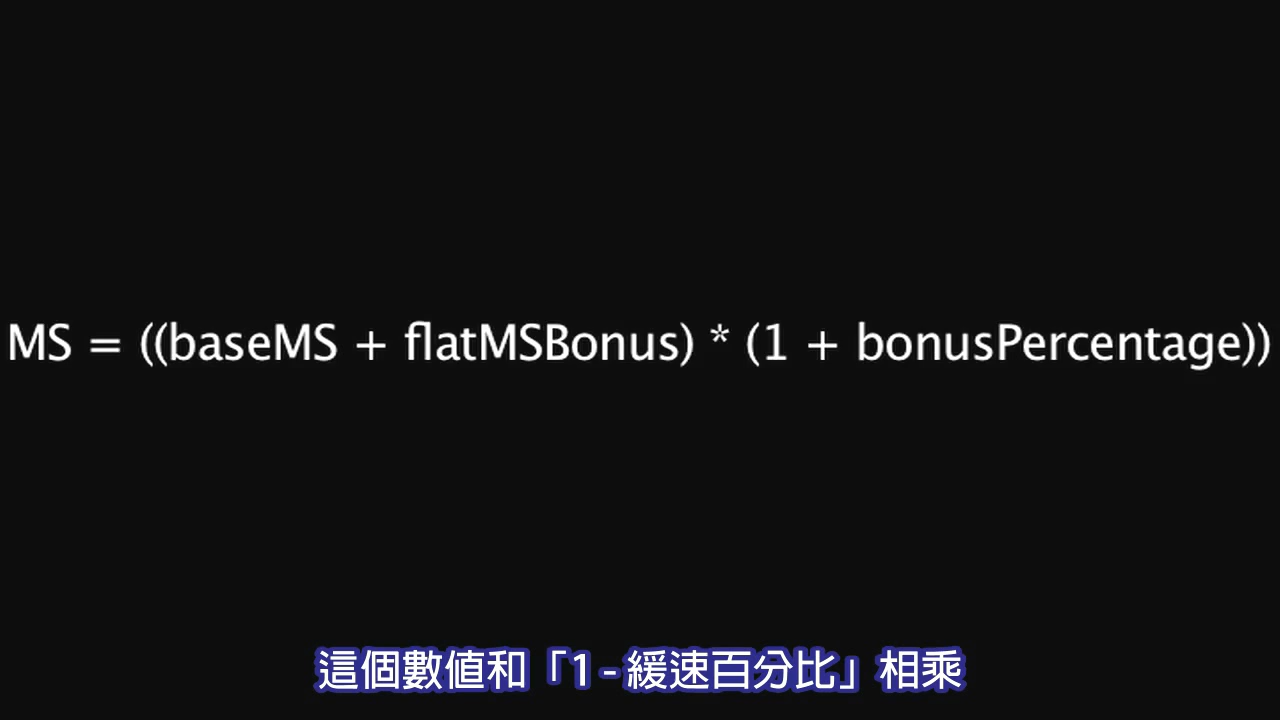 MS = ((baseMS + flatMSBonus) * (1 + bonusPercentage))
這個數值和「1-緩速百分比」相乘